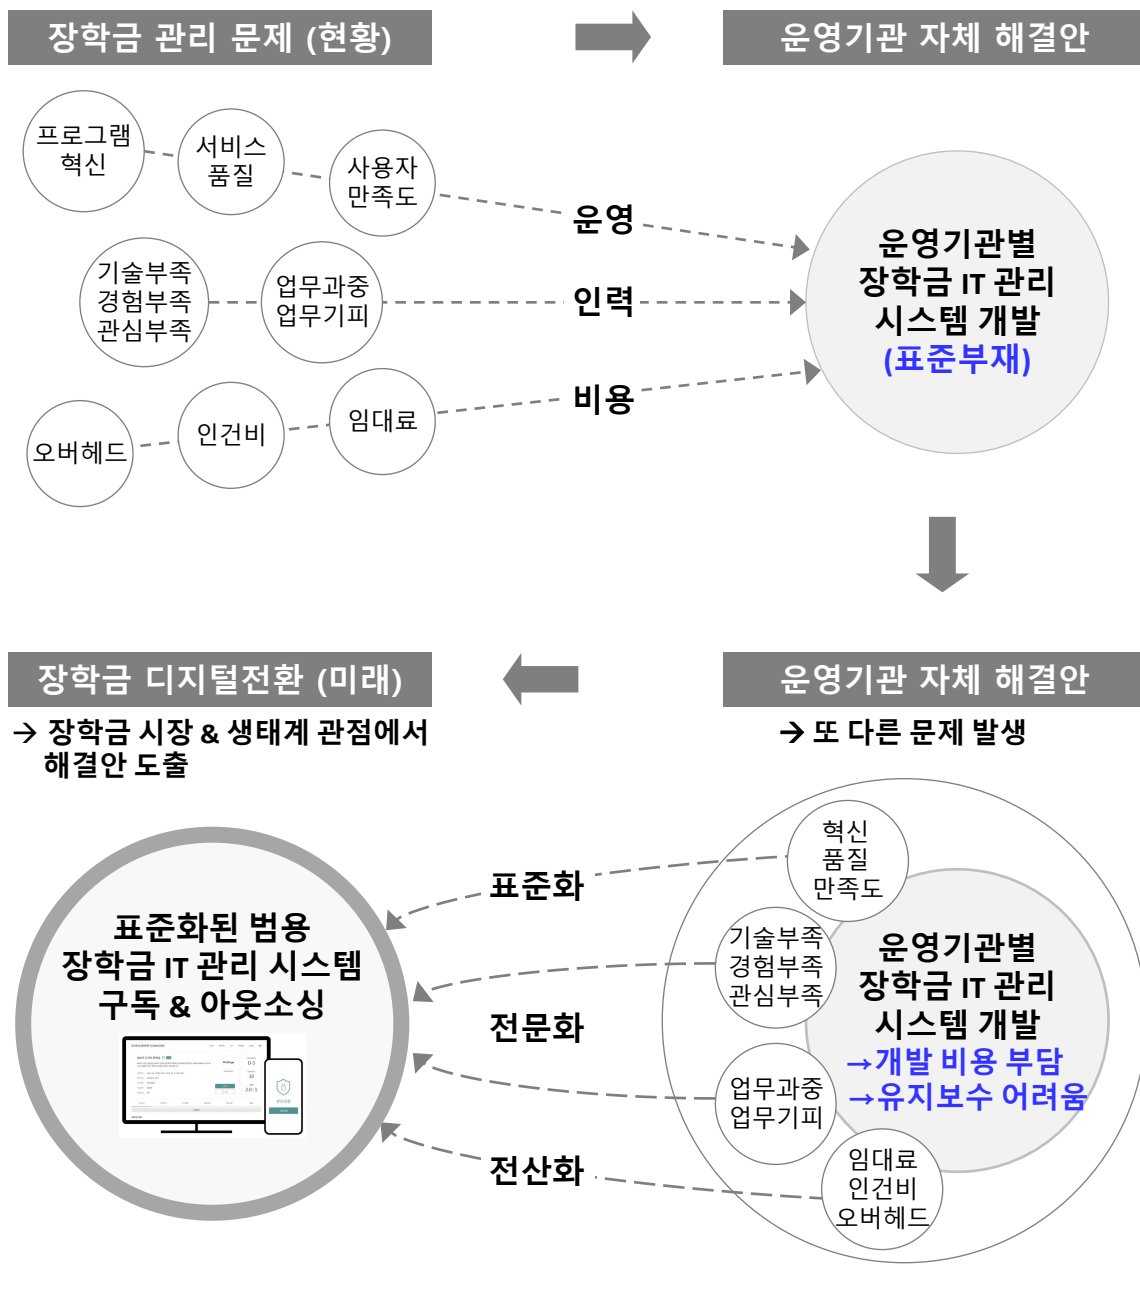 장학금 관리 문제 (현황)
운영기관 자체 해결안
프로그램
혁신
서비스
품질
사용자
만족도
운영
기술부족
경험부족
관심부족
업무과중
업무기피
인력
오버헤드
인건비
임대료
비용
운영기관별
장학금 IT 관리
시스템 개발
(표준부재)
장학금 디지털전환 (미래)
→ 장학금 시장 & 생태계 관점에서
해결안 도출
운영기관 자체 해결안
→ 또 다른 문제 발생
표준화된 범용
장학금 IT 관리 시스템
구독 & 아웃소싱
표준화
전문화
전산화
혁신
품질
만족도
기술부족
경험부족
관심부족
업무과중
업무기피
임대료
인건비
오버헤드
운영기관별
장학금 IT 관리
시스템 개발
→개발 비용 부담
→유지보수 어려움